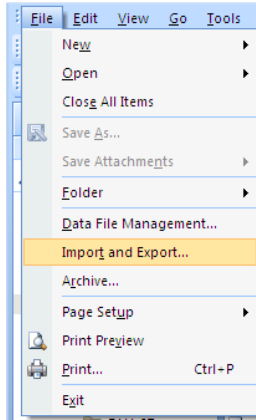 File Edit View Go Tools
New
Open
Close All Items
Save As...
Save Attachments
Folder
Data File Management...
Import and Export...
Archive...
Page Setup
Print Preview
Print... Ctrl+P
Exit